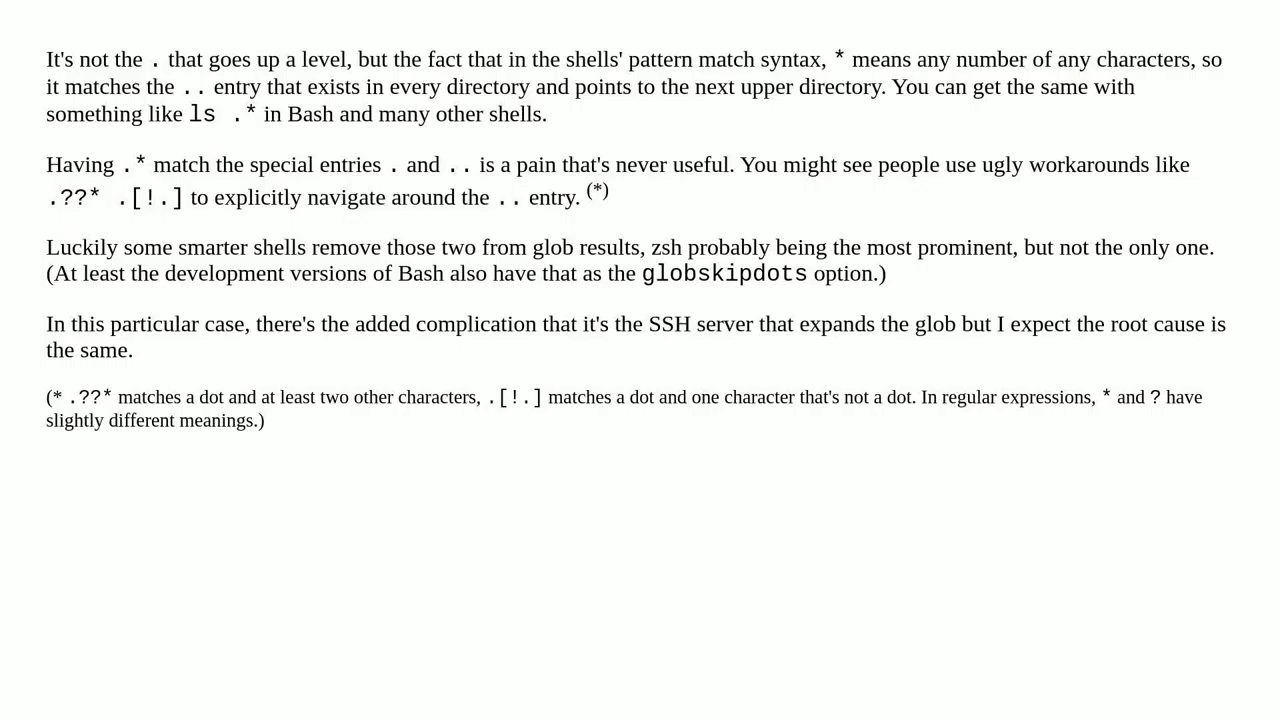 It's not the . that goes up a level, but the fact that in the shells' pattern match syntax, * means any number of any characters, so
it matches the .. entry that exists in every directory and points to the next upper directory. You can get the same with
something like ls .* in Bash and many other shells.
Having .* match the special entries . and .. is a pain that's never useful. You might see people use ugly workarounds like
.??* .[!.] to explicitly navigate around the .. entry. (*)
Luckily some smarter shells remove those two from glob results, zsh probably being the most prominent, but not the only one.
(At least the development versions of Bash also have that as the globskipdots option.)
In this particular case, there's the added complication that it's the SSH server that expands the glob but I expect the root cause is
the same.
(* .??* matches a dot and at least two other characters, .[!.] matches a dot and one character that's not a dot. In regular expressions, * and ? have
slightly different meanings.)